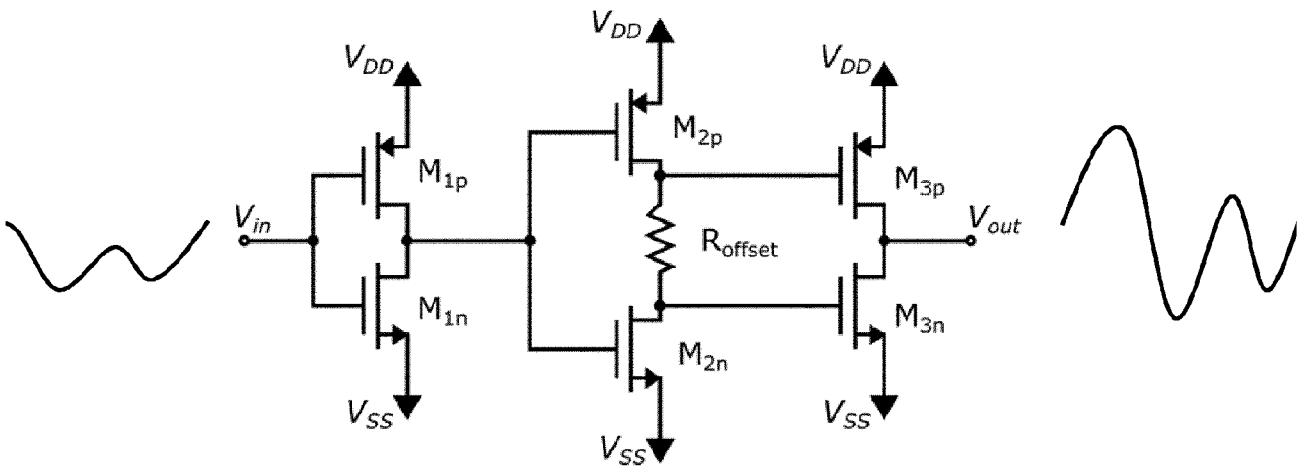 V_DD
V_DD
V_DD
M_2p
M_1p
M_3p
V_in
V_out
R_offset
M_1n
M_3n
M_2n
V_SS
V_SS
V_SS